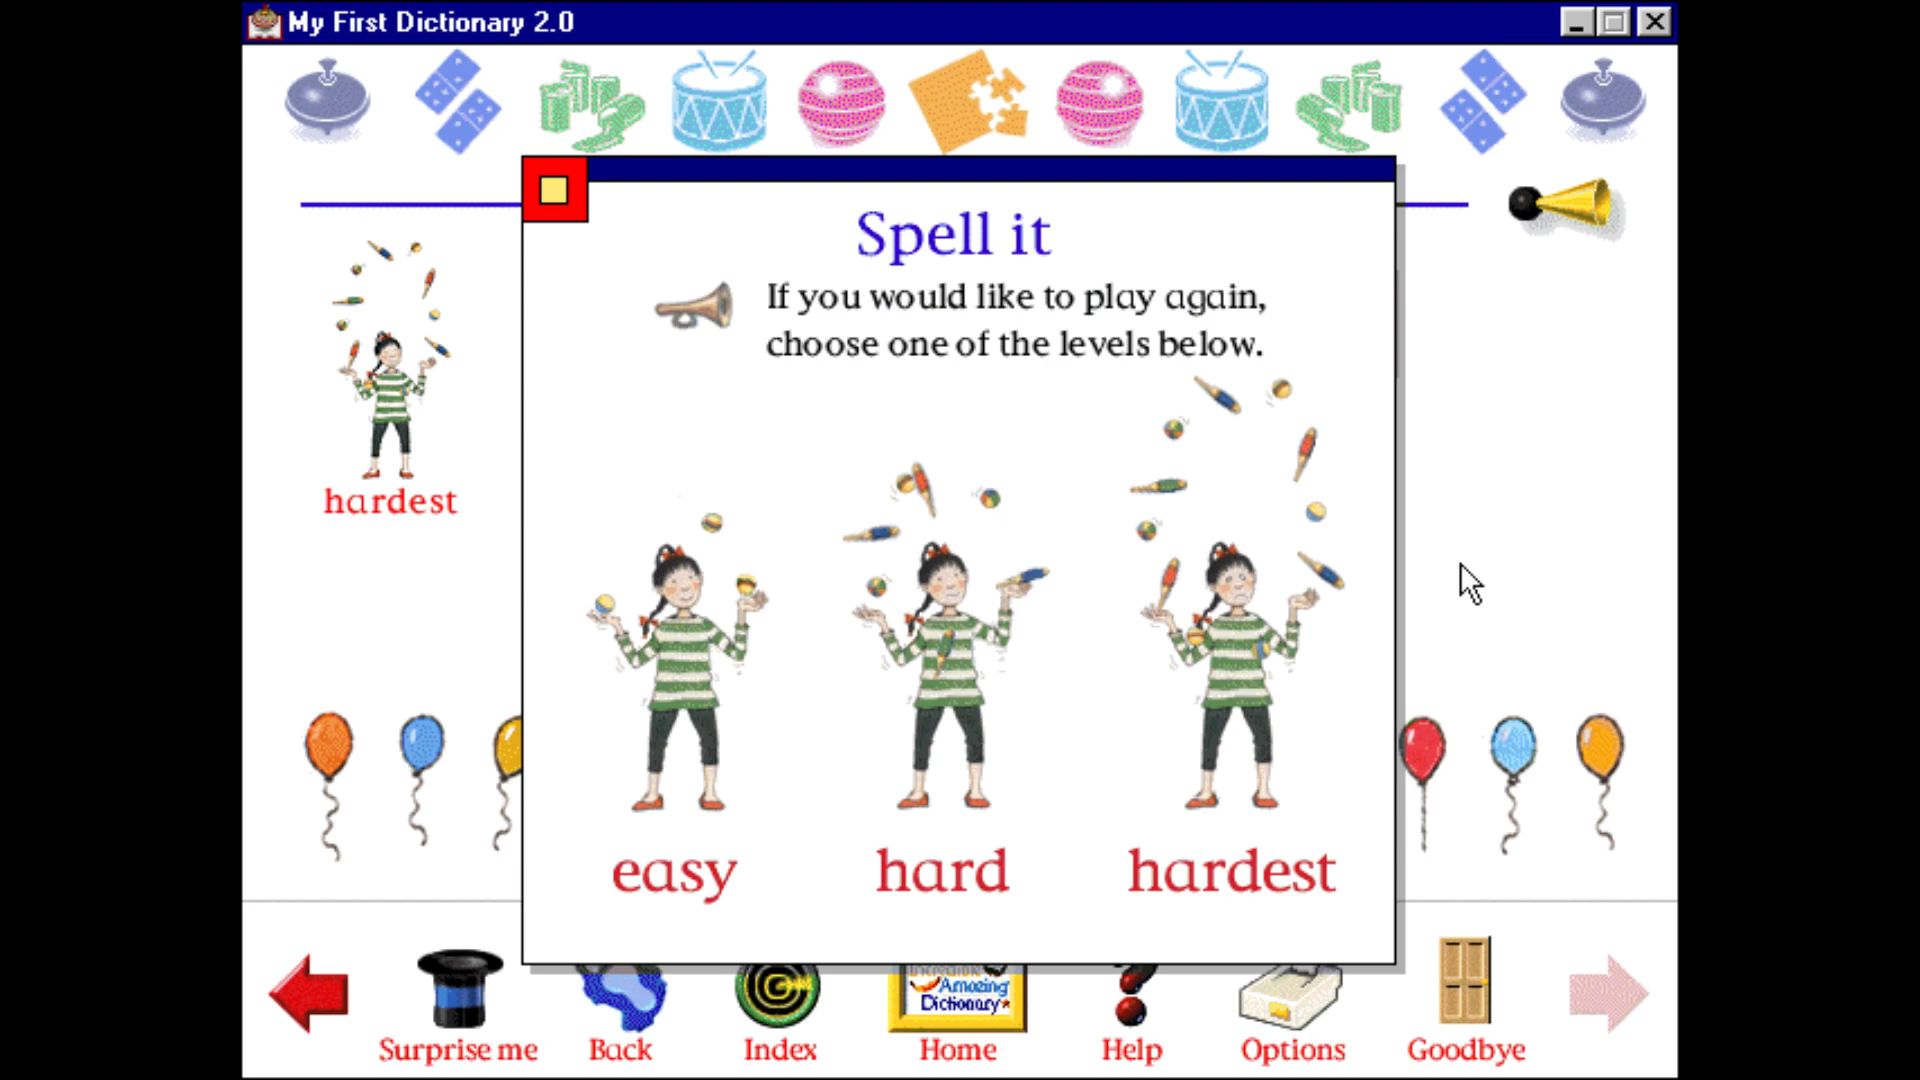 My First Dictionary 2.0
Spell it
If you would like to play again,
choose one of the levels below.
hardest
easy
hard
hardest
Amazing
Dictionary
Surprise me
Back
Index
Home
Help
Options
Goodbye